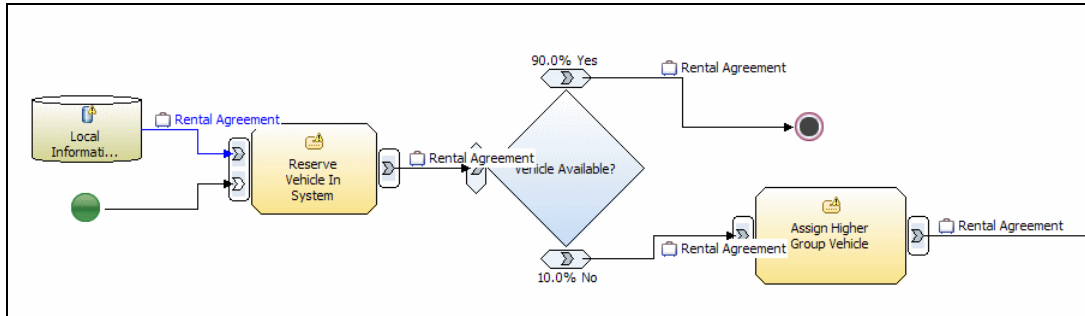 90.0% Yes
Rental Agreement
Local
Informati...
Rental Agreement
Reserve
Vehicle In
System
Rental Agreement
Vehicle Available?
Assign Higher
Group Vehicle
Rental Agreement
Rental Agreement
10.0% No